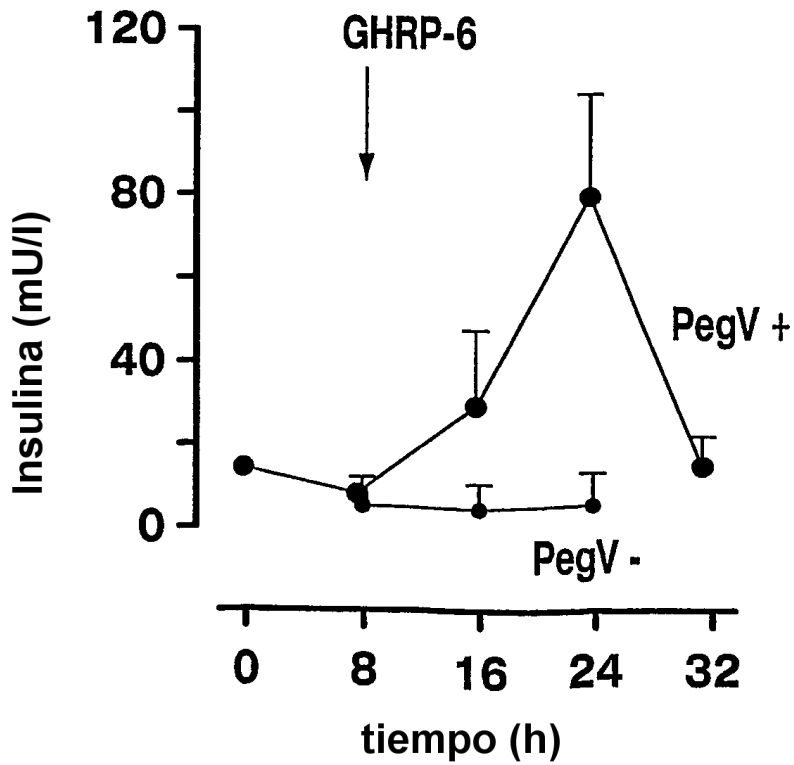 120
GHRP-6
80
Insulina (mU/l)
PegV +
40
0
PegV -
0 8 16 24 32
tiempo (h)